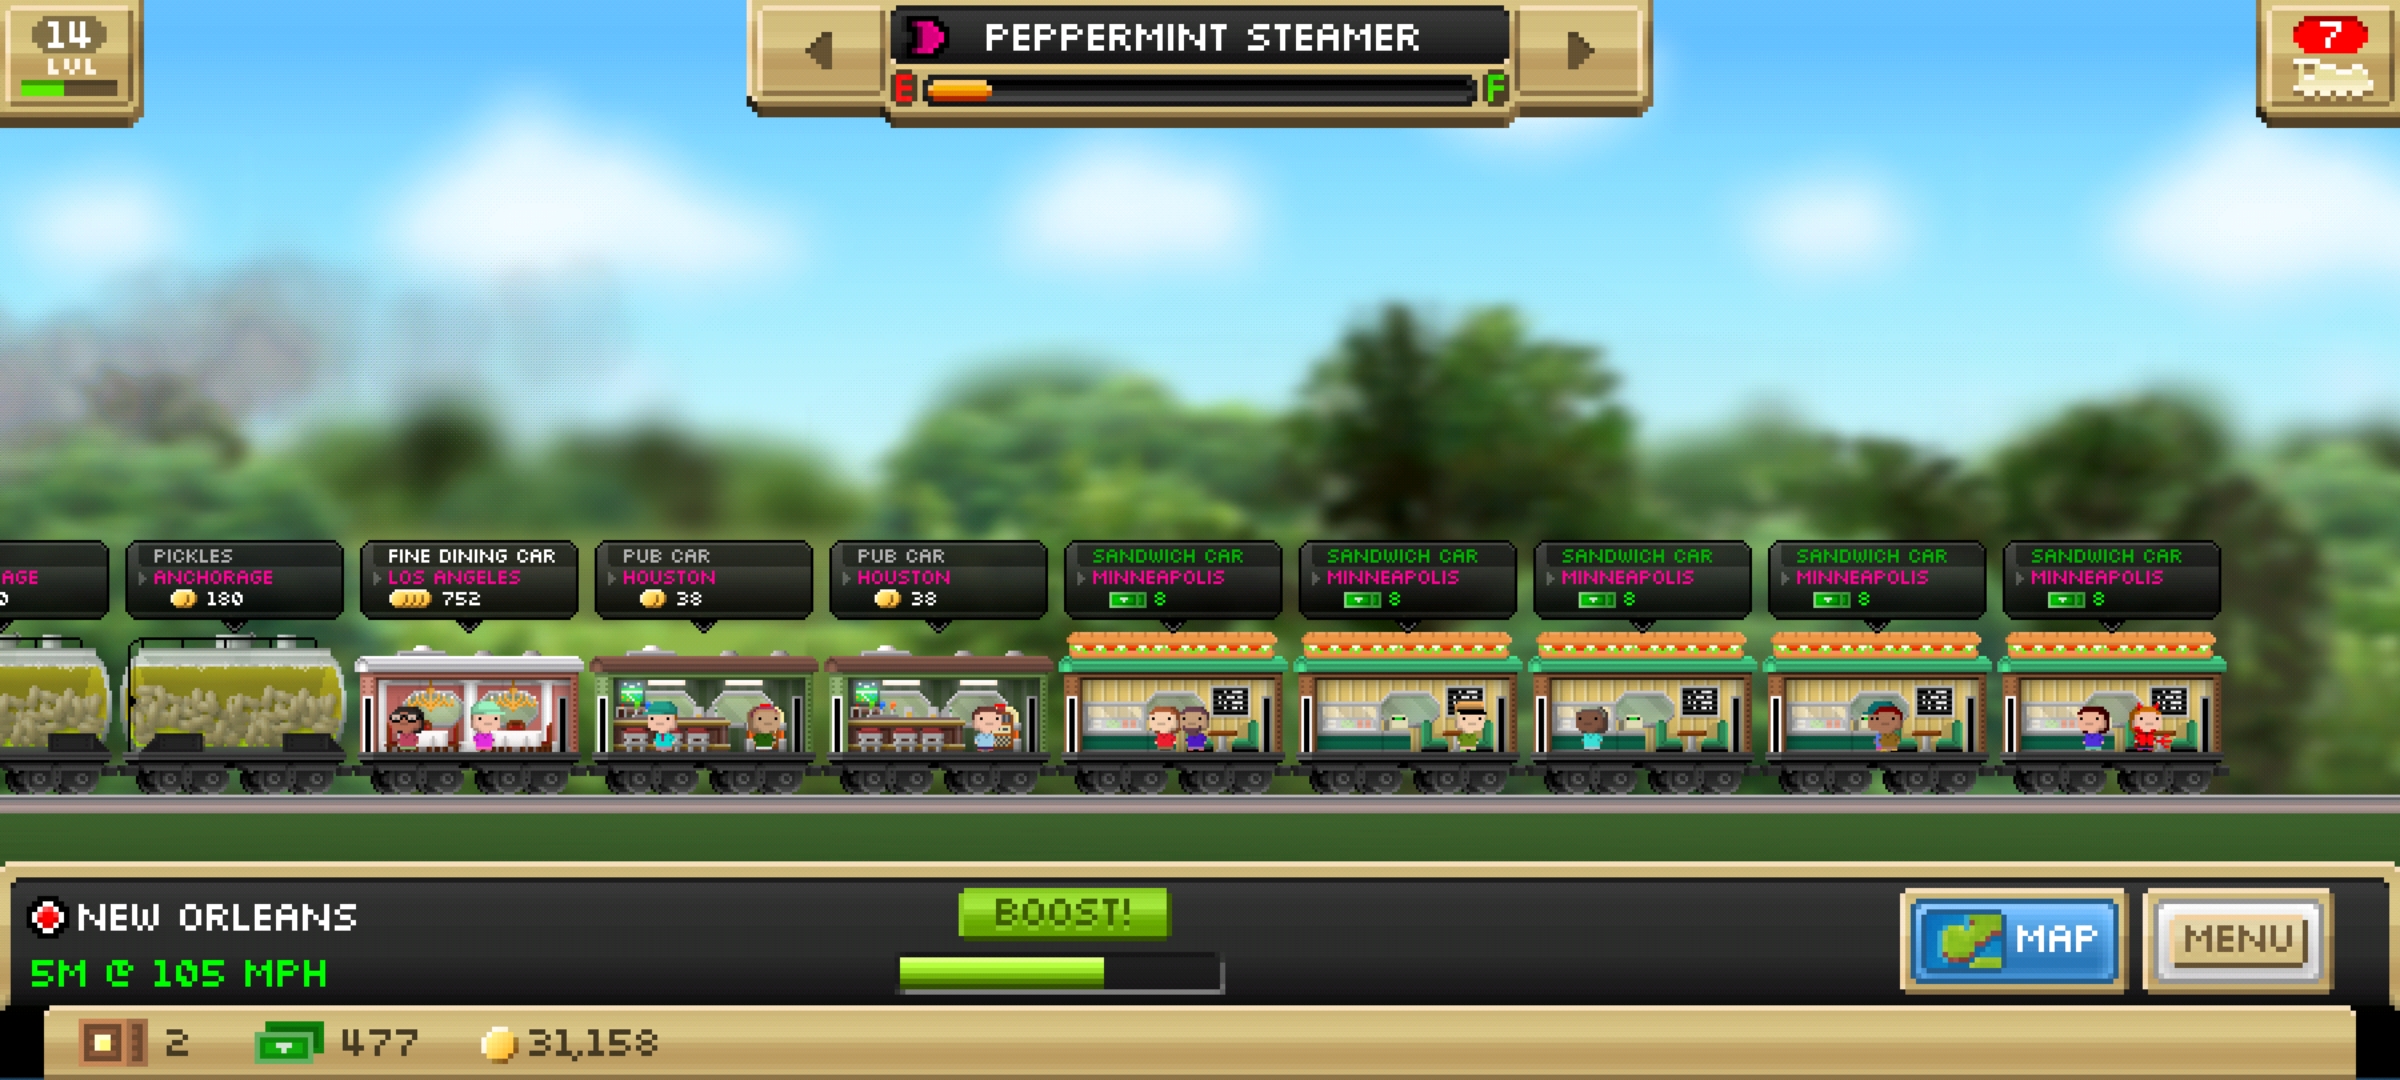 14
LVL
PEPPERMINT STEAMER
E
F
7
AGE
0
PICKLES
ANCHORAGE
180
FINE DINING CAR
LOS ANGELES
752
PUB CAR
HOUSTON
38
PUB CAR
HOUSTON
38
SANDWICH CAR
MINNEAPOLIS
8
SANDWICH CAR
MINNEAPOLIS
8
SANDWICH CAR
MINNEAPOLIS
8
SANDWICH CAR
MINNEAPOLIS
8
SANDWICH CAR
MINNEAPOLIS
8
NEW ORLEANS
5M @ 105 MPH
BOOST!
MAP
MENU
2
477
31,158